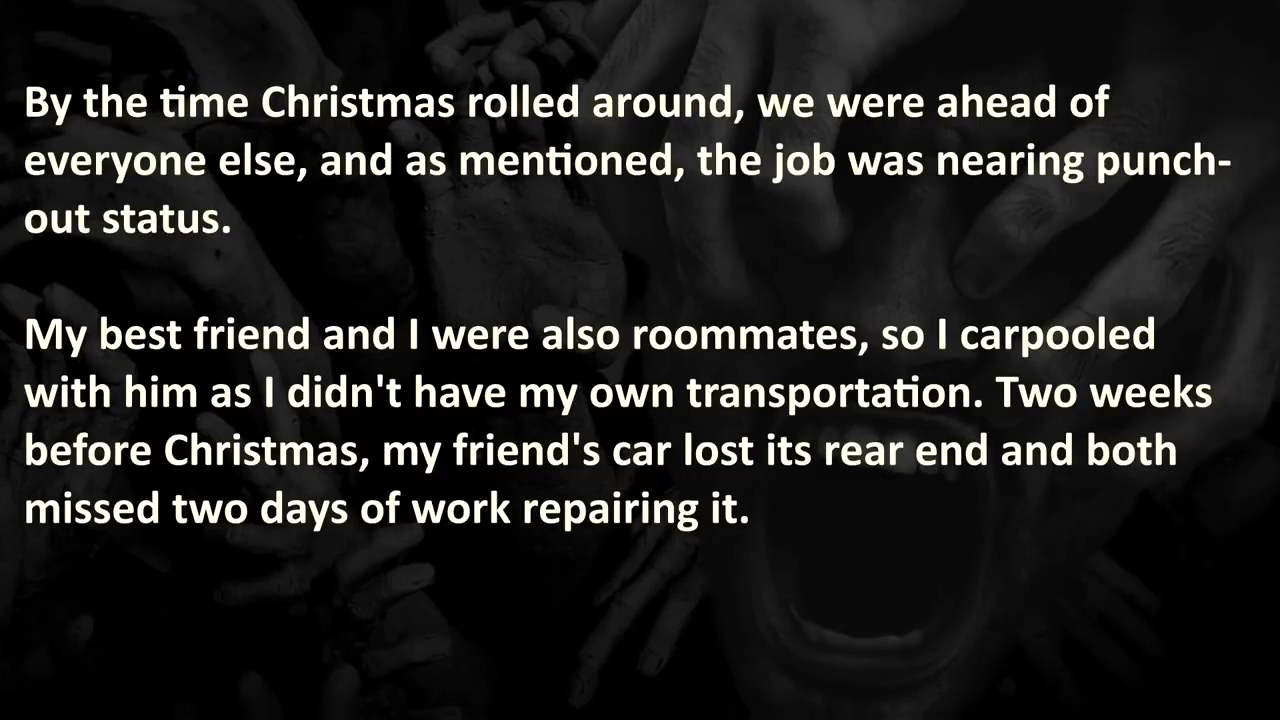 By the time Christmas rolled around, we were ahead of
everyone else, and as mentioned, the job was nearing punch-
out status.
My best friend and I were also roommates, so I carpooled
with him as I didn't have my own transportation. Two weeks
before Christmas, my friend's car lost its rear end and both
missed two days of work repairing it.